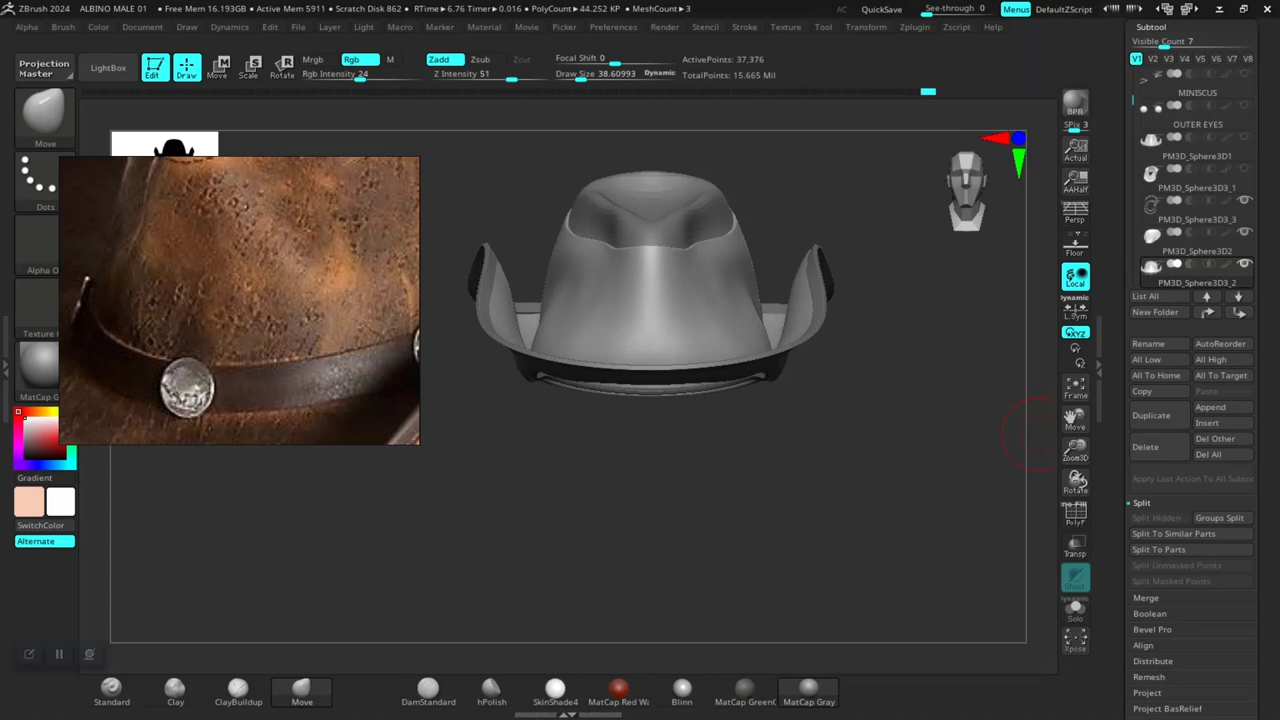 ZBrush 2024 ALBINO MALE 01 • Free Mem 16.193GB • Active Mem 5911 • Scratch Disk 862 • RTime▸6.76 Timer▸0.016 • PolyCount▸44.252 KP • MeshCount▸3 AC QuickSave See-through 0 Menus DefaultZScript
Alpha Brush Color Document Draw Dynamics Edit File Layer Light Macro Marker Material Movie Picker Preferences Render Stencil Stroke Texture Tool Transform Zplugin Zscript Help
Projection Master
LightBox
Edit
Draw
Move
Scale
Rotate
Mrgb Rgb M
Rgb Intensity 24
Zadd Zsub Zcut
Z Intensity 51
Focal Shift 0
Draw Size 38.60993 Dynamic
ActivePoints: 37,376
TotalPoints: 15.665 Mil
Move
Dots
Alpha O
Texture
MatCap G
Gradient
SwitchColor
Alternate
BPR
SPix 3
Actual
AAHalf
Persp
Floor
Local
Dynamic
L.Sym
XYZ
Frame
Move
Zoom3D
Rotate
PolyF
Transp
Ghost
Dynamic
Solo
Xpose
Subtool
Visible Count 7
V1 V2 V3 V4 V5 V6 V7 V8
MINISCUS
OUTER EYES
PM3D_Sphere3D1
PM3D_Sphere3D3_1
PM3D_Sphere3D3_3
PM3D_Sphere3D2
PM3D_Sphere3D3_2
List All
New Folder
Rename AutoReorder
All Low All High
All To Home All To Target
Copy Paste
Duplicate Append
Insert
Delete Del Other
Del All
Apply Last Action To All Subtoo
Split
Split Hidden Groups Split
Split To Similar Parts
Split To Parts
Split Unmasked Points
Split Masked Points
Merge
Boolean
Bevel Pro
Align
Distribute
Remesh
Project
Project BasRelief
Standard Clay ClayBuildup Move DamStandard hPolish SkinShade4 MatCap Red Wa Blinn MatCap GreenC MatCap Gray